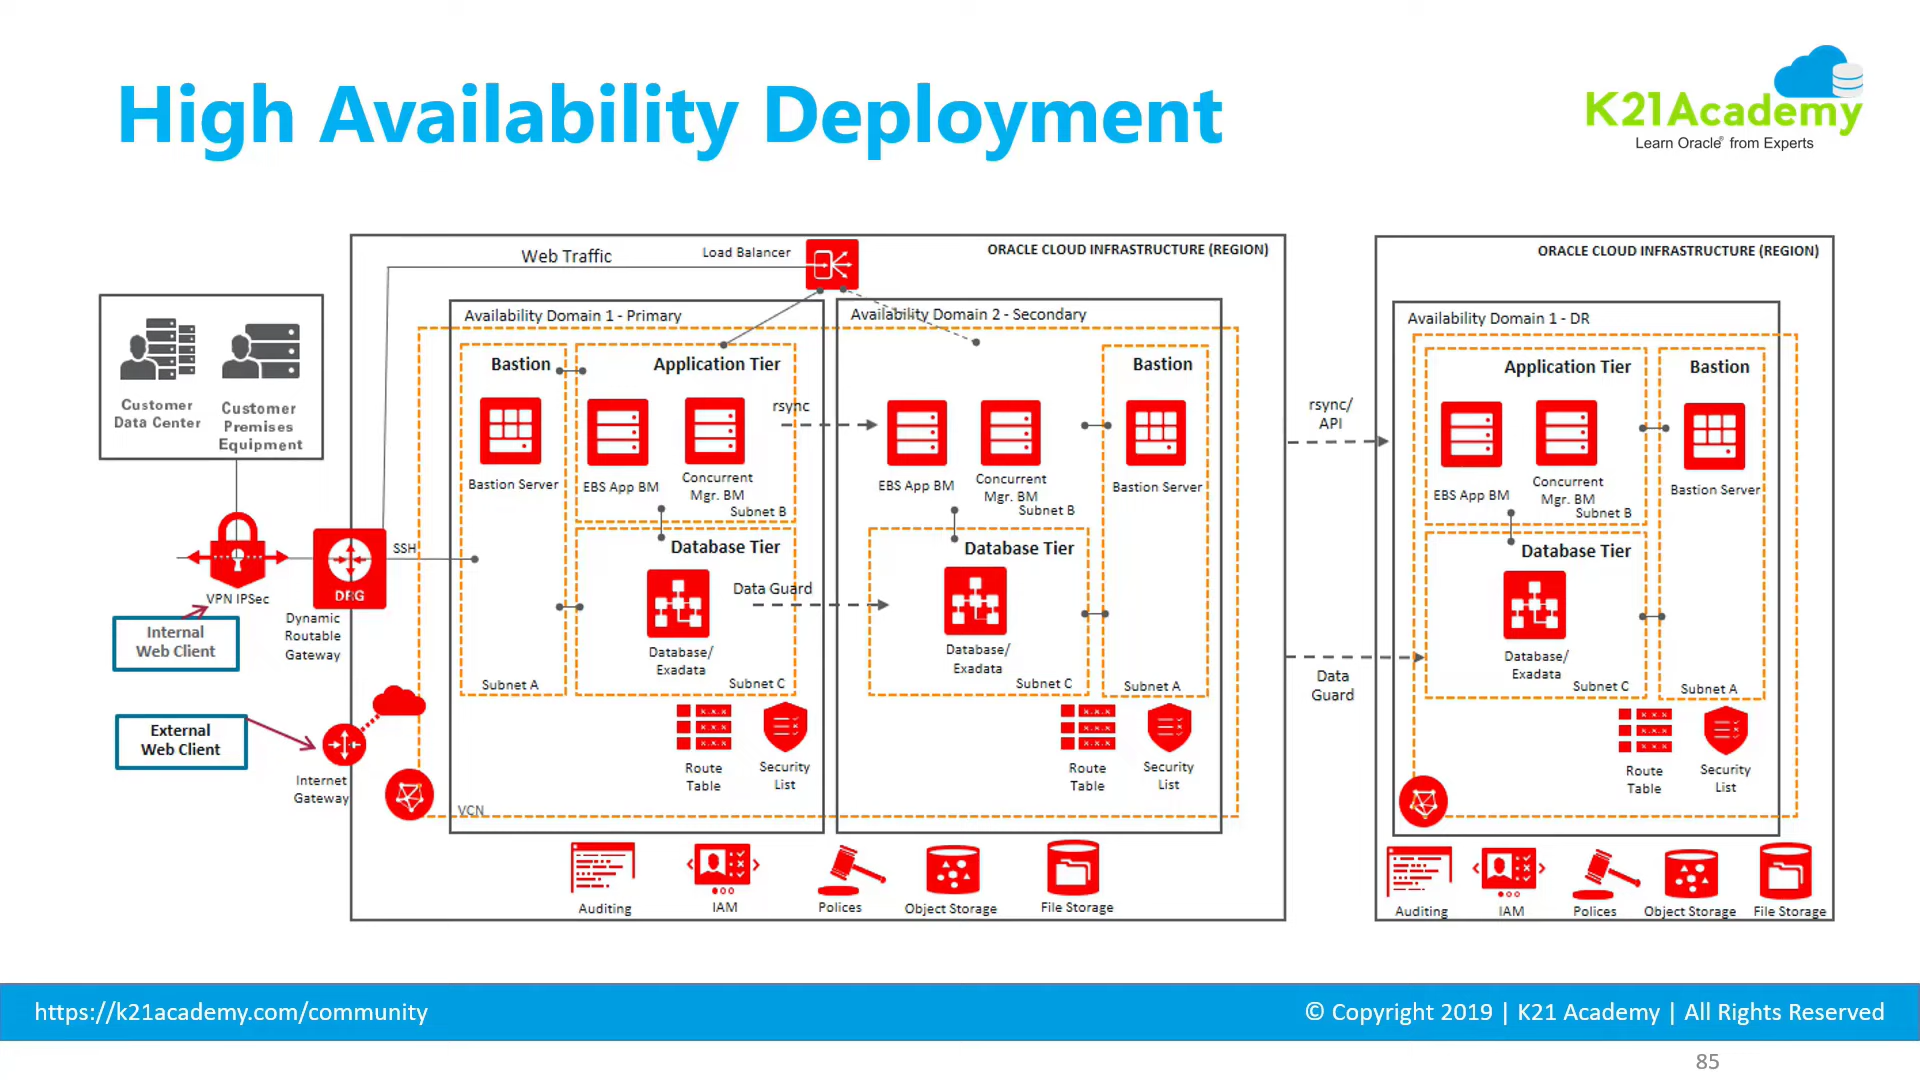 High Availability Deployment
K21Academy
Learn Oracle® from Experts
Web Traffic
Load Balancer
ORACLE CLOUD INFRASTRUCTURE (REGION)
Customer
Data Center
Customer
Premises
Equipment
VPN IPSec
Internal
Web Client
External
Web Client
DRG
Dynamic
Routable
Gateway
Internet
Gateway
SSH
VCN
Availability Domain 1 - Primary
Bastion
Bastion Server
Subnet A
Application Tier
EBS App BM
Concurrent
Mgr. BM
Subnet B
Database Tier
Database/
Exadata
Subnet C
Route
Table
Security
List
rsync
Data Guard
Availability Domain 2 - Secondary
EBS App BM
Concurrent
Mgr. BM
Subnet B
Database Tier
Database/
Exadata
Subnet C
Bastion
Bastion Server
Subnet A
Route
Table
Security
List
Auditing
IAM
Polices
Object Storage
File Storage
rsync/
API
Data
Guard
ORACLE CLOUD INFRASTRUCTURE (REGION)
Availability Domain 1 - DR
Application Tier
EBS App BM
Concurrent
Mgr. BM
Subnet B
Database Tier
Database/
Exadata
Subnet C
Bastion
Bastion Server
Subnet A
Route
Table
Security
List
Auditing
IAM
Polices
Object Storage
File Storage
https://k21academy.com/community
© Copyright 2019 | K21 Academy | All Rights Reserved
85